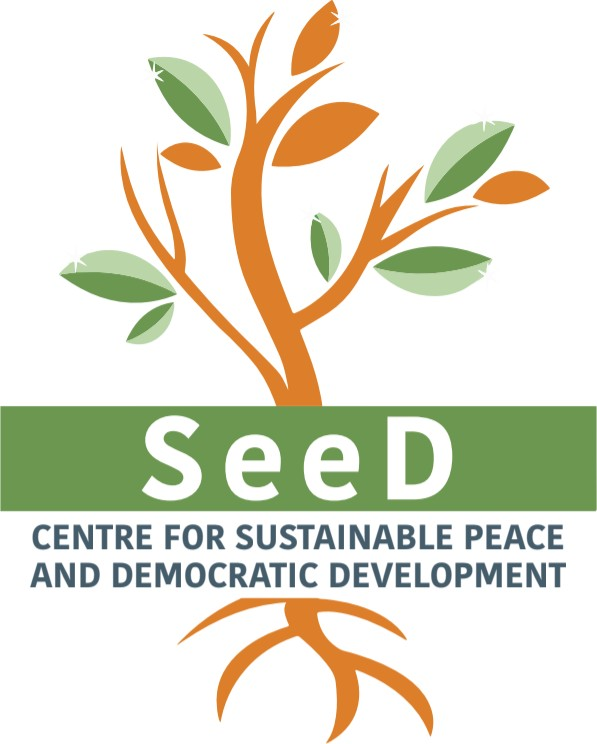 SeeD
CENTRE FOR SUSTAINABLE PEACE
AND DEMOCRATIC DEVELOPMENT